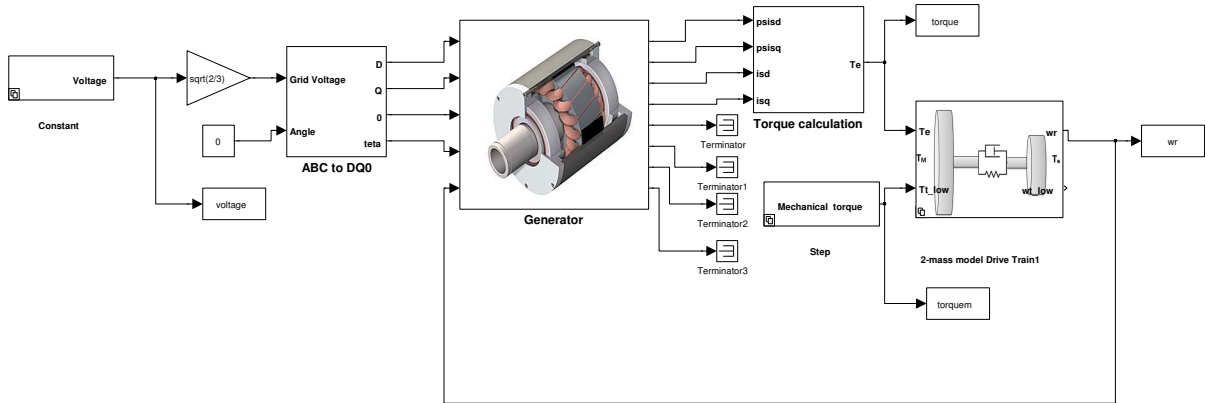 Voltage
Constant
sqrt(2/3)
0
voltage
Grid Voltage
Angle
D
Q
0
teta
ABC to DQ0
Generator
psisd
psisq
isd
isq
Te
Torque calculation
Terminator
Terminator1
Terminator2
Terminator3
torque
Mechanical torque
Step
torquem
Te
TM
Tt_low
wr
Te
wt_low
2-mass model Drive Train1
wr